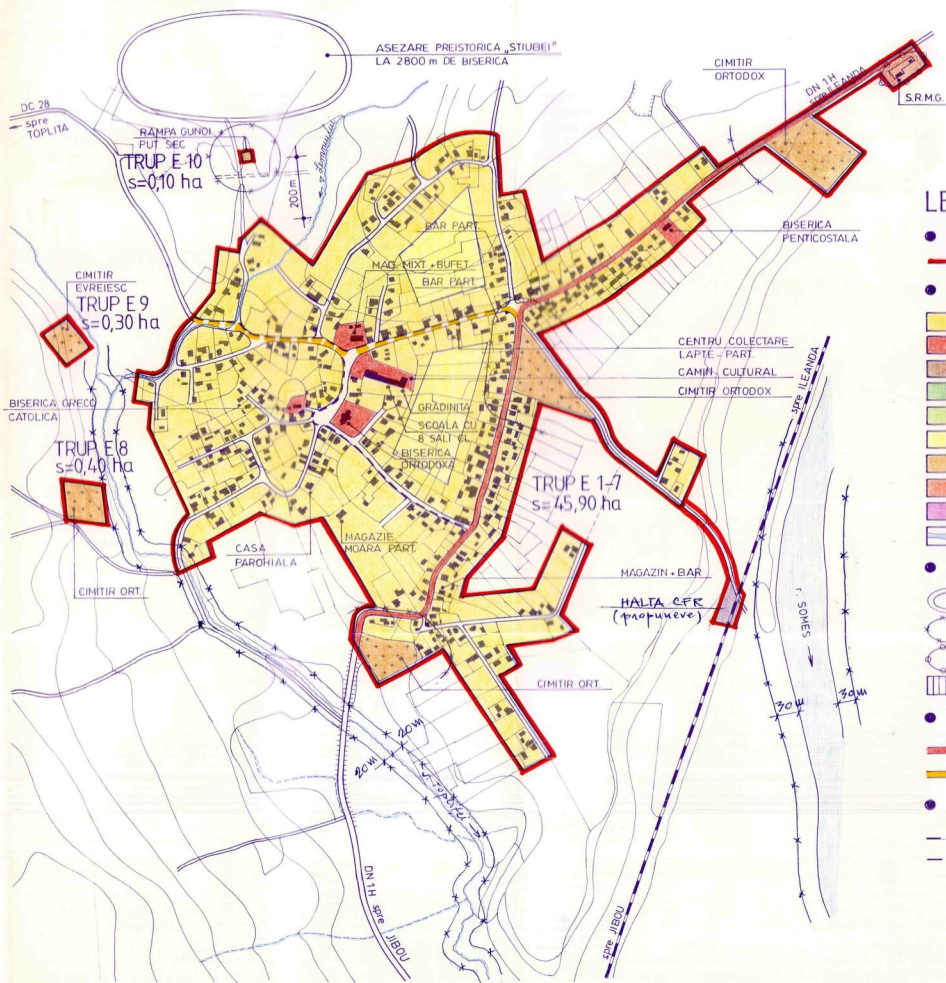 ASEZARE PREISTORICA „STIUBEI"
LA 2800 m DE BISERICA
CIMITIR
ORTODOX
DN 1H
spre ILEANDA
S.R.M.G.
DC 28
spre
TOPLITA
RAMPA GUNOI
PUT SEC
TRUP E 10
s=0,10 ha
200m
LE
BAR PART.
MAG. MIXT + BUFET
BAR PART.
BISERICA
PENTICOSTALA
CIMITIR
EVREIESC
TRUP E 9
s=0,30 ha
CENTRU COLECTARE
LAPTE - PART.
CAMIN CULTURAL
CIMITIR ORTODOX
spre ILEANDA
BISERICA GRECO
CATOLICA
GRADINITA
SCOALA CU
8 SALI CL.
BISERICA
ORTODOXA
TRUP E 8
s=0,40 ha
TRUP E 1-7
s=45,90 ha
CASA
PAROHIALA
MAGAZIE
MOARA PART.
CIMITIR ORT.
MAGAZIN + BAR
HALTA CFR
(propunere)
r. SOMES
CIMITIR ORT.
30 m
30 m
20 m
20 m
DN 1H spre
JIBOU
spre JIBOU